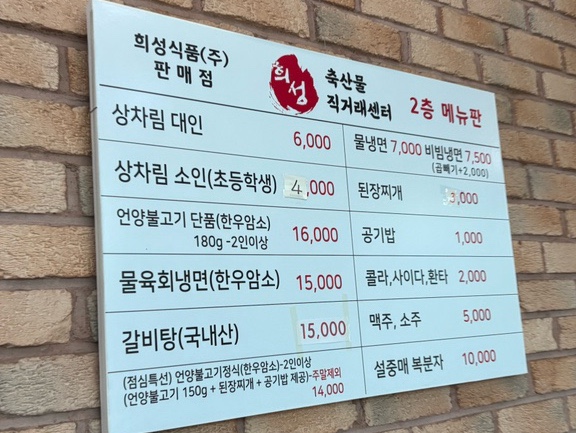 희성식품(주)
판매점
희성
축산물
직거래센터
2층 메뉴판
상차림 대인 6,000
상차림 소인(초등학생) 4,000
언양불고기 단품(한우암소)
180g -2인이상 16,000
물육회냉면(한우암소) 15,000
갈비탕(국내산) 15,000
(점심특선) 언양불고기정식(한우암소)-2인이상
(언양불고기 150g + 된장찌개 + 공기밥 제공)-주말제외
14,000
물냉면 7,000 비빔냉면 7,500
(곱빼기+2,000)
된장찌개 3,000
공기밥 1,000
콜라,사이다,환타 2,000
맥주, 소주 5,000
설중매 복분자 10,000